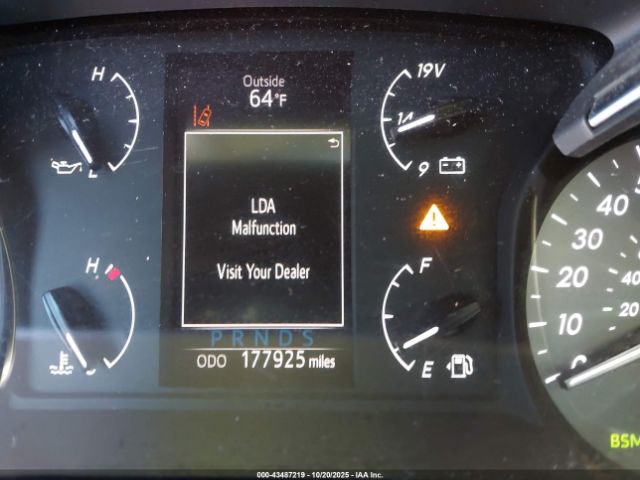 Outside
64°F
LDA
Malfunction
Visit Your Dealer
P R N D S
ODO 177925 miles
H
L
H
19V
14
9
F
E
40
30
20
10
0
40
20
BSM
000-43487219 - 10/20/2025 - IAA Inc.